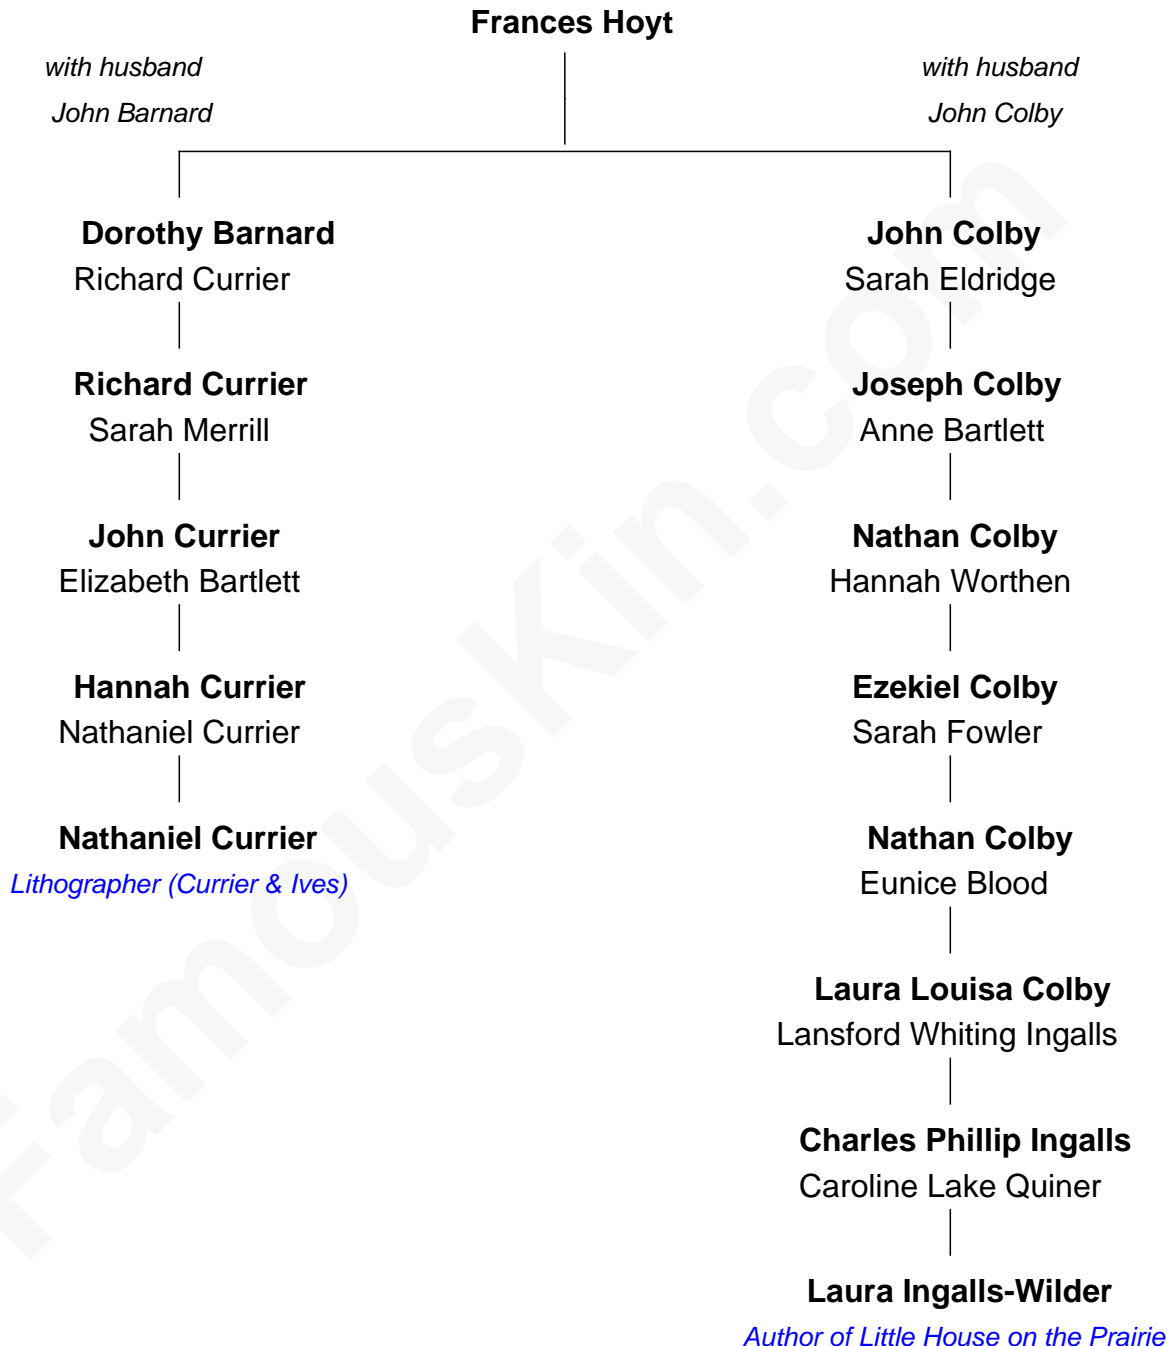 Frances Hoyt
with husband
John Barnard
with husband
John Colby
Dorothy Barnard
Richard Currier
Richard Currier
Sarah Merrill
John Currier
Elizabeth Bartlett
Hannah Currier
Nathaniel Currier
Nathaniel Currier
Lithographer (Currier & Ives)
John Colby
Sarah Eldridge
Joseph Colby
Anne Bartlett
Nathan Colby
Hannah Worthen
Ezekiel Colby
Sarah Fowler
Nathan Colby
Eunice Blood
Laura Louisa Colby
Lansford Whiting Ingalls
Charles Phillip Ingalls
Caroline Lake Quiner
Laura Ingalls-Wilder
Author of Little House on the Prairie
FamousKin.com